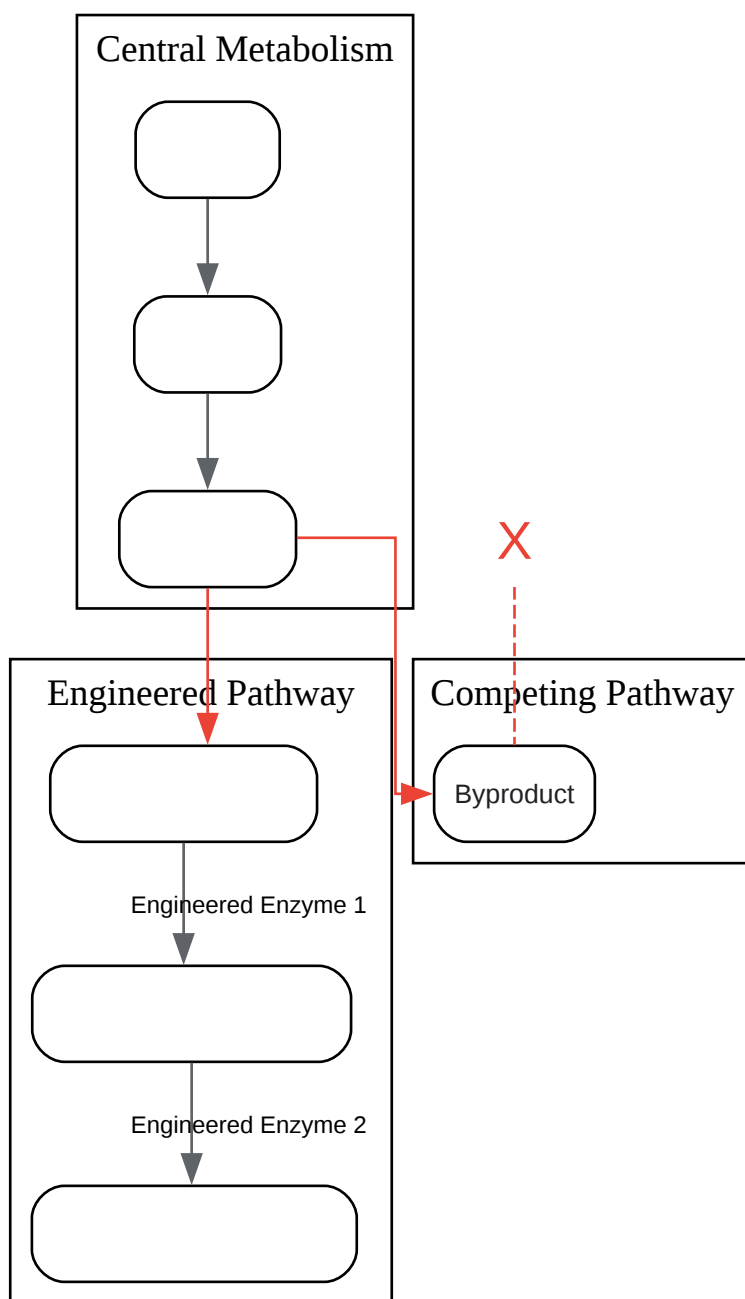 Central Metabolism
X
Engineered Pathway
Competing Pathway
Byproduct
Engineered Enzyme 1
Engineered Enzyme 2